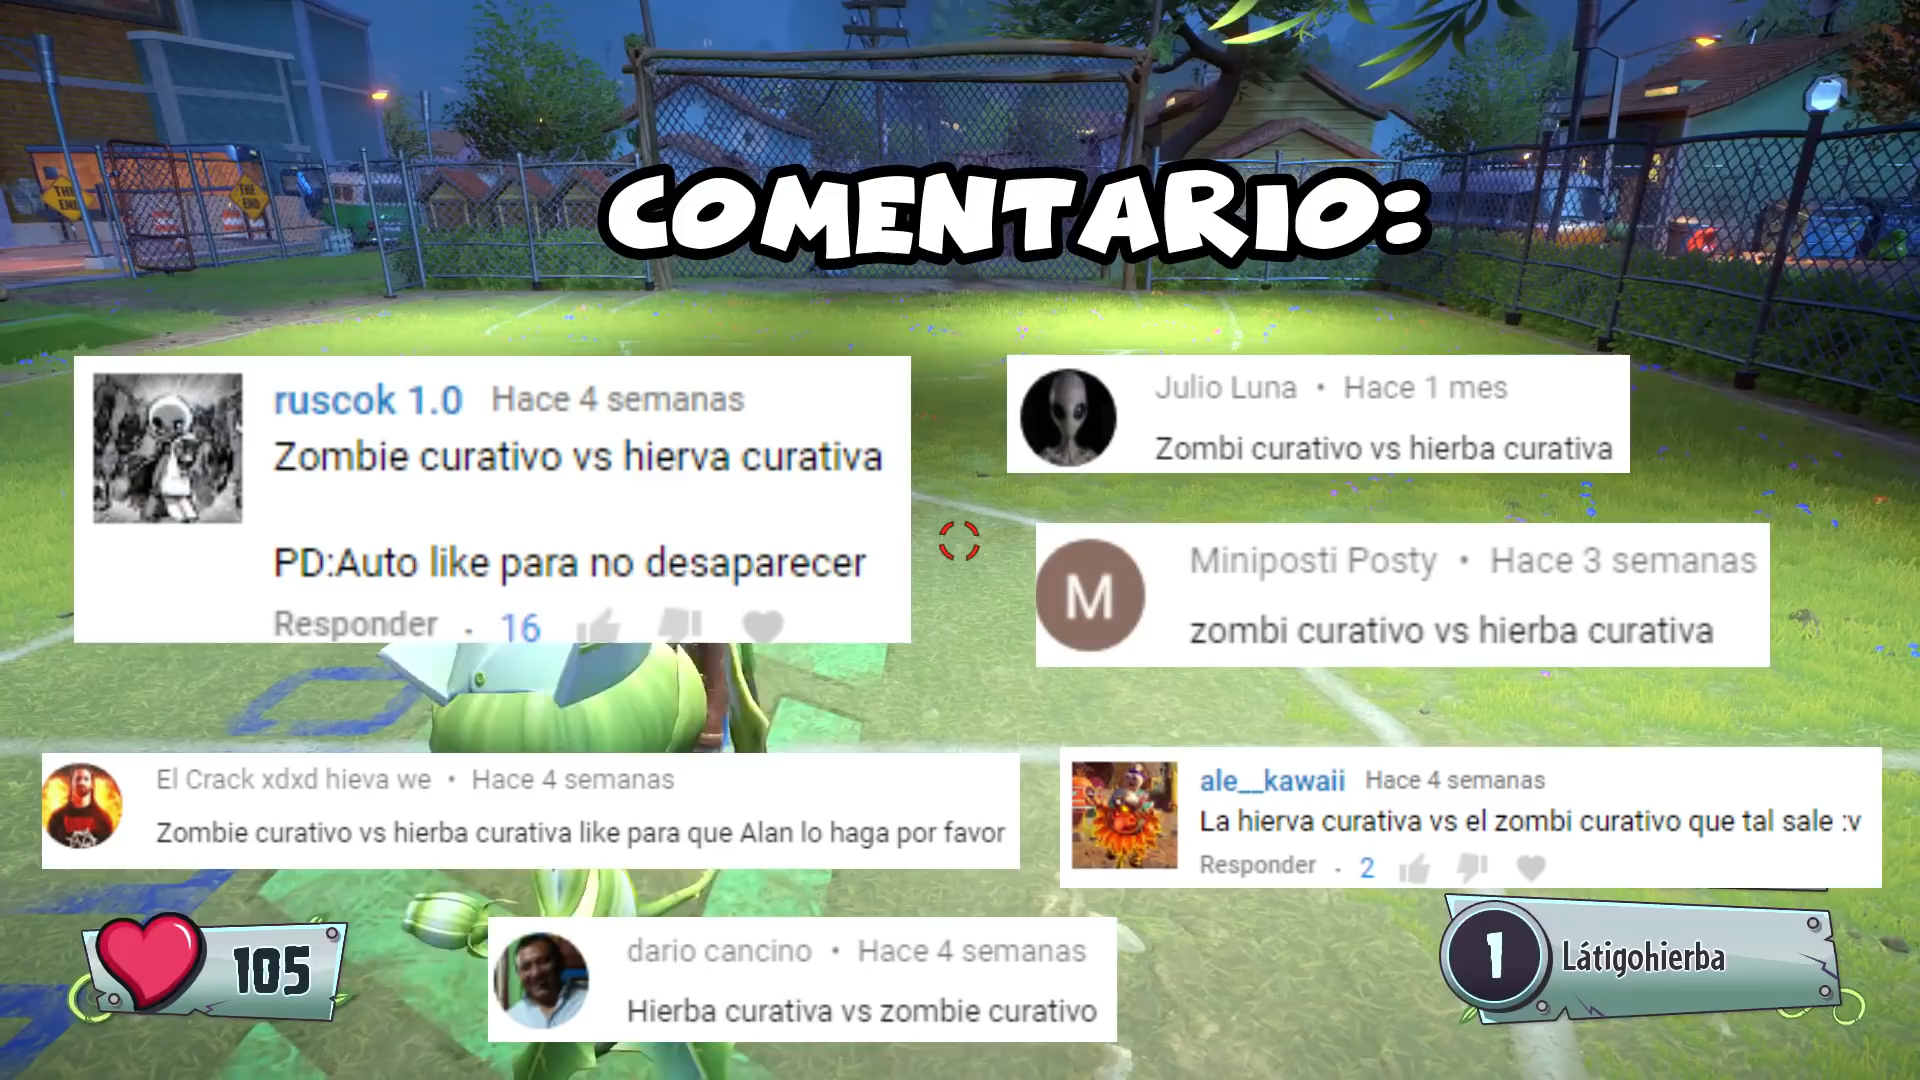 THE
END
THE
END
COMENTARIO:
ruscok 1.0 Hace 4 semanas
Zombie curativo vs hierva curativa
PD:Auto like para no desaparecer
Responder . 16
Julio Luna • Hace 1 mes
Zombi curativo vs hierba curativa
M
Miniposti Posty • Hace 3 semanas
zombi curativo vs hierba curativa
El Crack xdxd hieva we • Hace 4 semanas
Zombie curativo vs hierba curativa like para que Alan lo haga por favor
ale__kawaii Hace 4 semanas
La hierva curativa vs el zombi curativo que tal sale :v
Responder . 2
dario cancino • Hace 4 semanas
Hierba curativa vs zombie curativo
105
1 Látigohierba